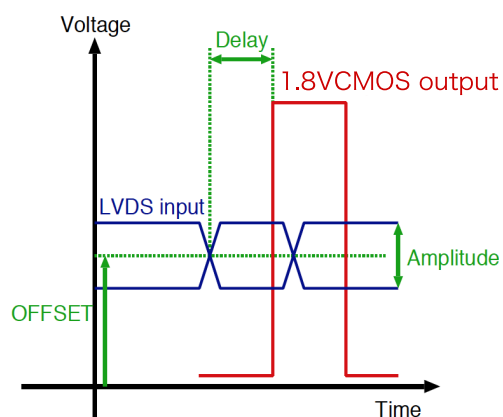 Voltage
Delay
1.8VCMOS output
LVDS input
Amplitude
OFFSET
Time